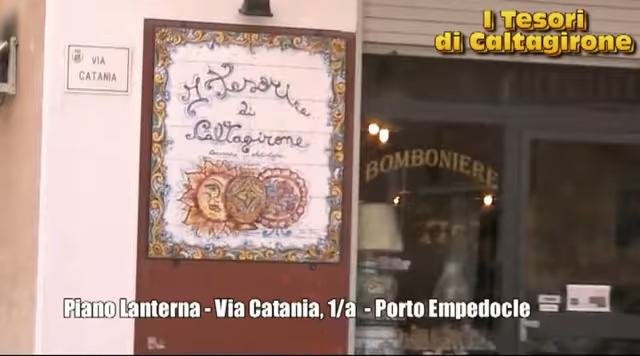 I Tesori
di Caltagirone
VIA
CATANIA
I Tesori
di
Caltagirone
BOMBONIERE
Piano Lanterna - Via Catania, 1/a - Porto Empedocle